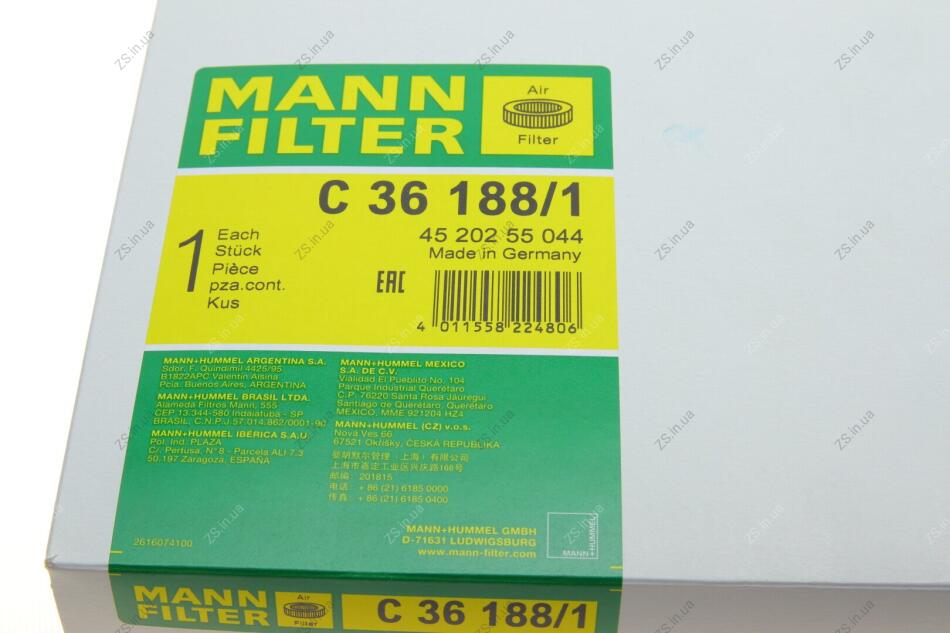 MANN
FILTER
Air
Filter
C 36 188/1
45 202 55 044
Made in Germany
1
Each
Stück
Pièce
pza.cont.
Kus
EAC
4 011558 224806
MANN+HUMMEL ARGENTINA S.A.
Sdor. F. Quindimil 4425/95
B1822APC Valentin Alsina
Pcia. Buenos Aires, ARGENTINA
MANN+HUMMEL BRASIL LTDA.
Alameda Filtros Mann, 555
CEP 13.344-580 Indaiatuba - SP
BRASIL, C.N.P.J 57.014.862/0001-90
MANN+HUMMEL IBÉRICA S.A.U.
Pol. Ind. PLAZA
C/. Pertusa, N° 8 - Parcela ALI 7.3
50.197 Zaragoza, ESPAÑA
MANN+HUMMEL MEXICO
S.A. DE C.V.
Vialidad El Pueblito No. 104
Parque Industrial Querétaro
C.P. 76220 Santa Rosa Jáuregui
Santiago de Querétaro, Querétaro
MEXICO, MME 921204 HZ4
MANN+HUMMEL (CZ) v.o.s.
Nová Ves 66
67521 Okříšky, ČESKÁ REPUBLIKA
曼胡默尔管理（上海）有限公司
上海市嘉定工业区兴庆路168号
邮编：201815
电话：+ 86 (21) 6185 0000
传真：+ 86 (21) 6185 0400
2616074100
MANN+HUMMEL GMBH
D-71631 LUDWIGSBURG
www.mann-filter.com
MANN+HUMMEL
MANN
FILTER
Air
Filter
C 36 188/1
ZS.in.ua